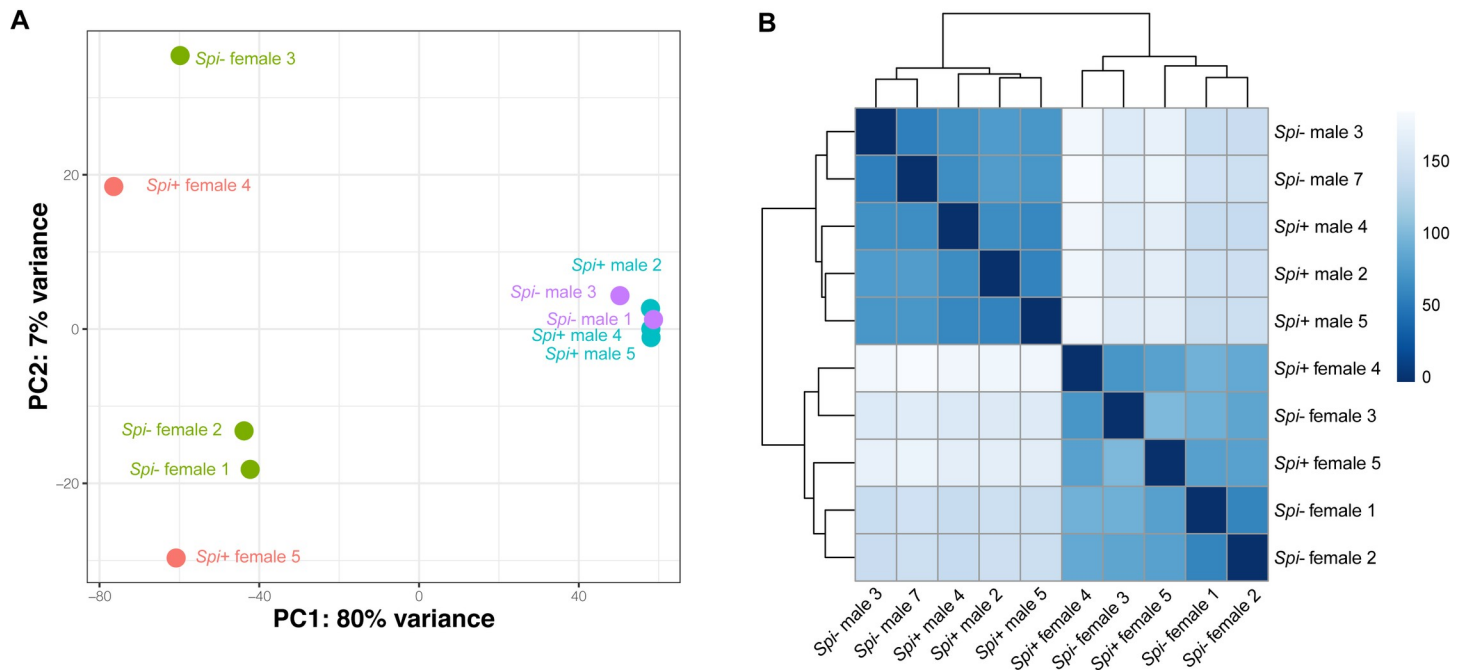 A
Spi- female 3
Spi+ female 4
20
Spi+ male 2
Spi- male 3
Spi- male 1
0
Spi+ male 4
Spi+ male 5
Spi- female 2
Spi- female 1
−20
Spi+ female 5
−80
−40
0
40
PC1: 80% variance
PC2: 7% variance
B
Spi- male 3
Spi- male 7
Spi+ male 4
Spi+ male 2
Spi+ male 5
Spi+ female 4
Spi- female 3
Spi+ female 5
Spi- female 1
Spi- female 2
150
100
50
0
Spi- male 3
Spi- male 7
Spi+ male 4
Spi+ male 2
Spi+ male 5
Spi+ female 4
Spi- female 3
Spi+ female 5
Spi- female 1
Spi- female 2